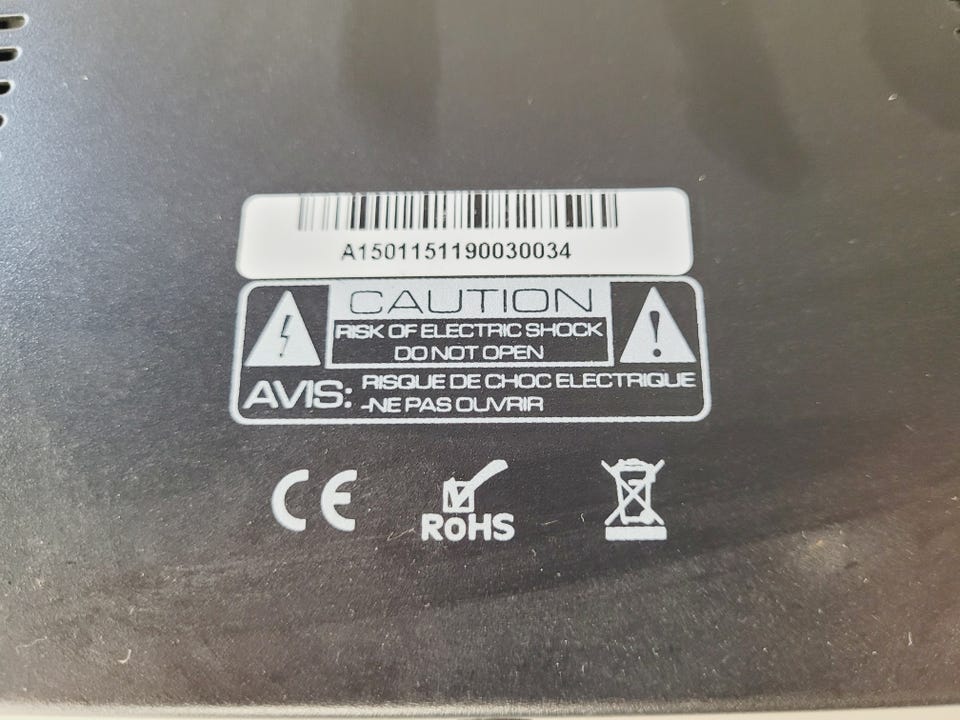 A1501151190030034
CAUTION
RISK OF ELECTRIC SHOCK
DO NOT OPEN
AVIS: RISQUE DE CHOC ELECTRIQUE
-NE PAS OUVRIR
CE
RoHS